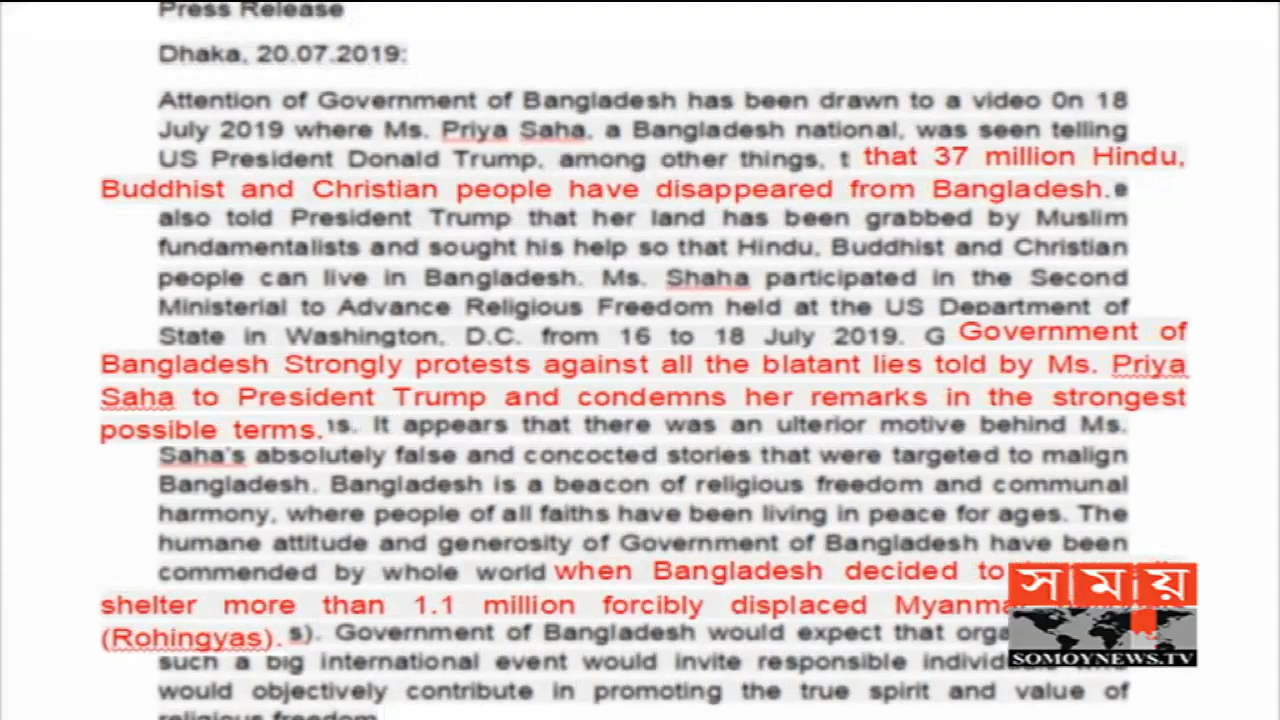 Press Release
Dhaka, 20.07.2019:
Attention of Government of Bangladesh has been drawn to a video 0n 18
July 2019 where Ms. Priya Saha, a Bangladesh national, was seen telling
US President Donald Trump, among other things, t that 37 million Hindu,
Buddhist and Christian people have disappeared from Bangladesh. e
also told President Trump that her land has been grabbed by Muslim
fundamentalists and sought his help so that Hindu, Buddhist and Christian
people can live in Bangladesh. Ms. Shaha participated in the Second
Ministerial to Advance Religious Freedom held at the US Department of
State in Washington, D.C. from 16 to 18 July 2019. G Government of
Bangladesh Strongly protests against all the blatant lies told by Ms. Priya
Saha to President Trump and condemns her remarks in the strongest
possible terms. ns. It appears that there was an ulterior motive behind Ms.
Saha's absolutely false and concocted stories that were targeted to malign
Bangladesh. Bangladesh is a beacon of religious freedom and communal
harmony, where people of all faiths have been living in peace for ages. The
humane attitude and generosity of Government of Bangladesh have been
commended by whole world when Bangladesh decided to
shelter more than 1.1 million forcibly displaced Myanma
(Rohingyas). s). Government of Bangladesh would expect that orga
such a big international event would invite responsible individ who
would objectively contribute in promoting the true spirit and value of
religious freedom.
সময়
SOMOYNEWS.TV